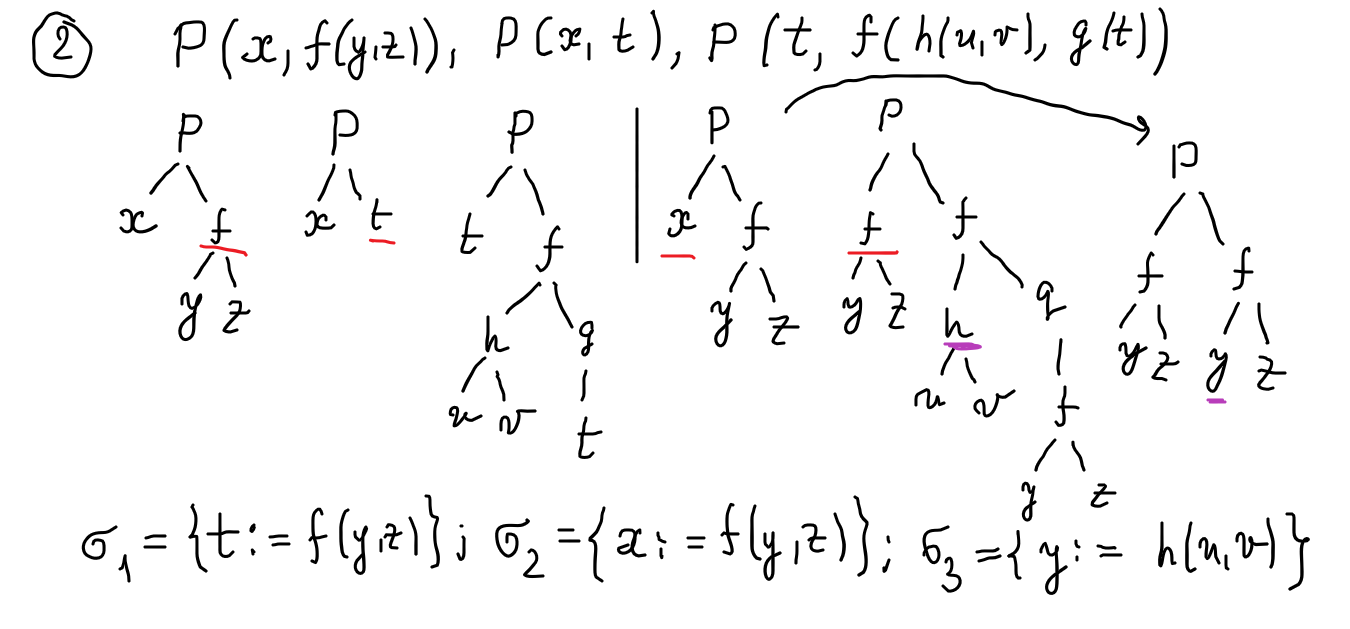 2 P(x, f(y,z)), P(x, t), P(t, f(h(u,v), g(t))
P P P P P P
x f x t t f x f f f f f
y z h g y z y z h g y z y z
u v t u v f
y z
σ₁ = {t := f(y,z)}; σ₂ = {x := f(y,z)}; σ₃ = {y := h(u,v)}